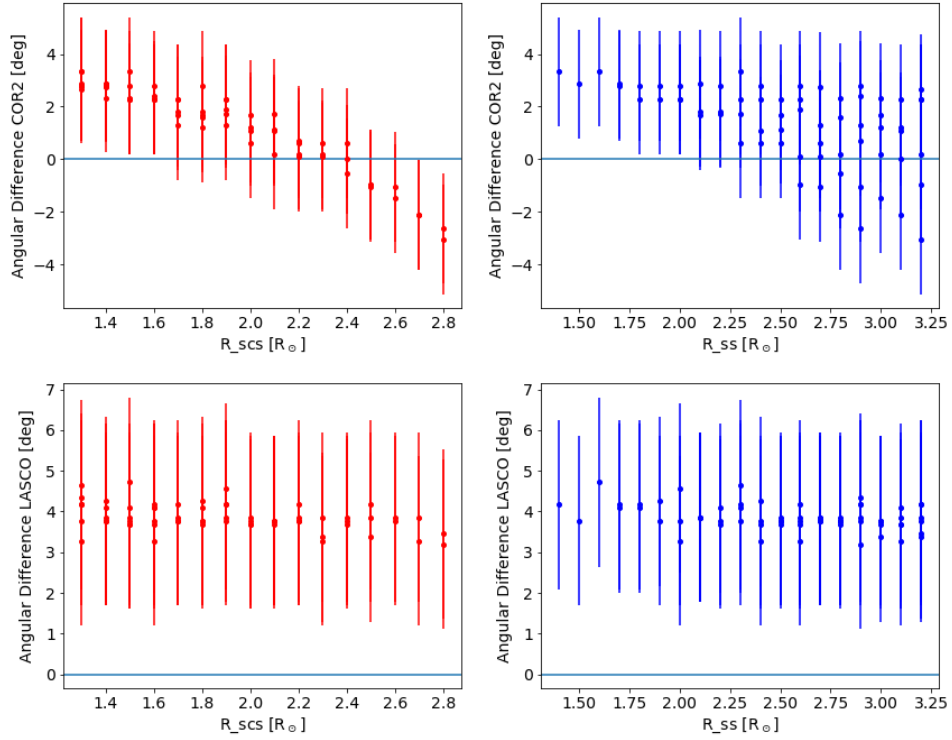 Angular Difference COR2 [deg]
4
2
0
−2
−4
1.4 1.6 1.8 2.0 2.2 2.4 2.6 2.8
R_scs [R⊙]
Angular Difference COR2 [deg]
4
2
0
−2
−4
1.50 1.75 2.00 2.25 2.50 2.75 3.00 3.25
R_ss [R⊙]
Angular Difference LASCO [deg]
7
6
5
4
3
2
1
0
1.4 1.6 1.8 2.0 2.2 2.4 2.6 2.8
R_scs [R⊙]
Angular Difference LASCO [deg]
7
6
5
4
3
2
1
0
1.50 1.75 2.00 2.25 2.50 2.75 3.00 3.25
R_ss [R⊙]